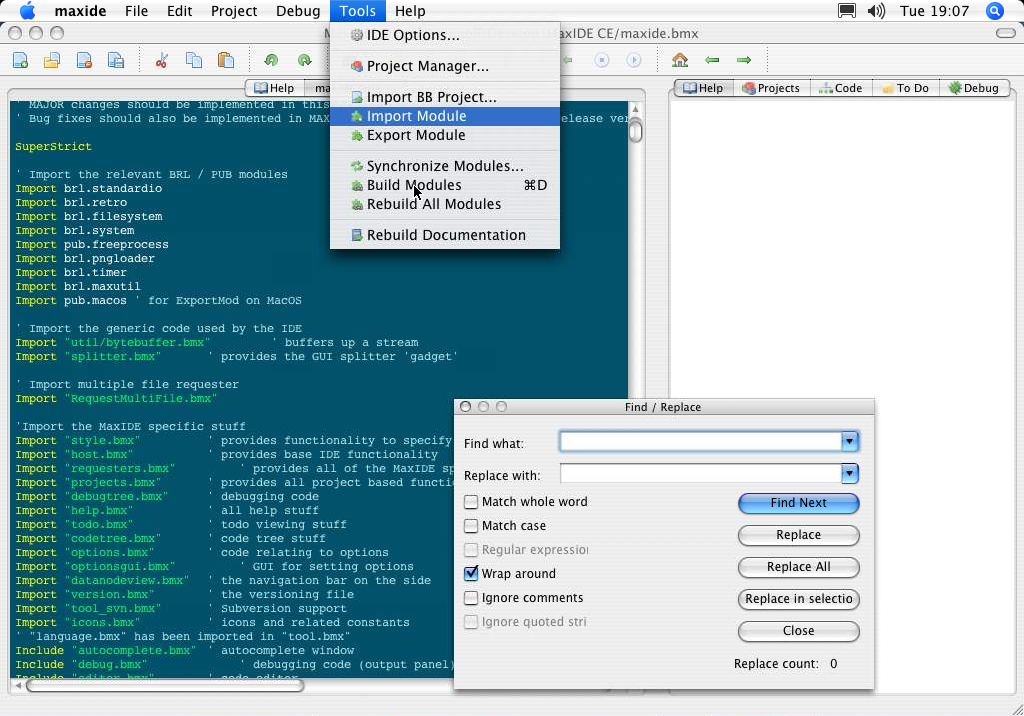 maxide File Edit Project Debug Tools Help Tue 19:07
MaxIDE CE/maxide.bmx
IDE Options...
Project Manager...
Import BB Project...
Import Module
Export Module
Synchronize Modules...
Build Modules ⌘D
Rebuild All Modules
Rebuild Documentation
Help
Help Projects Code To Do Debug
' MAJOR changes should be implemented in this
' Bug fixes should also be implemented in MAX
SuperStrict
' Import the relevant BRL / PUB modules
Import brl.standardio
Import brl.retro
Import brl.filesystem
Import brl.system
Import pub.freeprocess
Import brl.pngloader
Import brl.timer
Import brl.maxutil
Import pub.macos ' for ExportMod on MacOS
' Import the generic code used by the IDE
Import "util/bytebuffer.bmx" ' buffers up a stream
Import "splitter.bmx" ' provides the GUI splitter 'gadget'
' Import multiple file requester
Import "RequestMultiFile.bmx"
'Import the MaxIDE specific stuff
Import "style.bmx" ' provides functionality to specify
Import "host.bmx" ' provides base IDE functionality
Import "requesters.bmx" ' provides all of the MaxIDE sp
Import "projects.bmx" ' provides all project based functi
Import "debugtree.bmx" ' debugging code
Import "help.bmx" ' all help stuff
Import "todo.bmx" ' todo viewing stuff
Import "codetree.bmx" ' code tree stuff
Import "options.bmx" ' code relating to options
Import "optionsgui.bmx" ' GUI for setting options
Import "datanodeview.bmx" ' the navigation bar on the side
Import "version.bmx" ' the versioning file
Import "tool_svn.bmx" ' Subversion support
Import "icons.bmx" ' icons and related constants
' "language.bmx" has been imported in "tool.bmx"
Include "autocomplete.bmx" ' autocomplete window
Include "debug.bmx" ' debugging code (output panel)
Include "editor.bmx" ' code editor
Find / Replace
Find what:
Replace with:
Match whole word
Match case
Regular expression
Wrap around
Ignore comments
Ignore quoted stri
Find Next
Replace
Replace All
Replace in selectio
Close
Replace count: 0